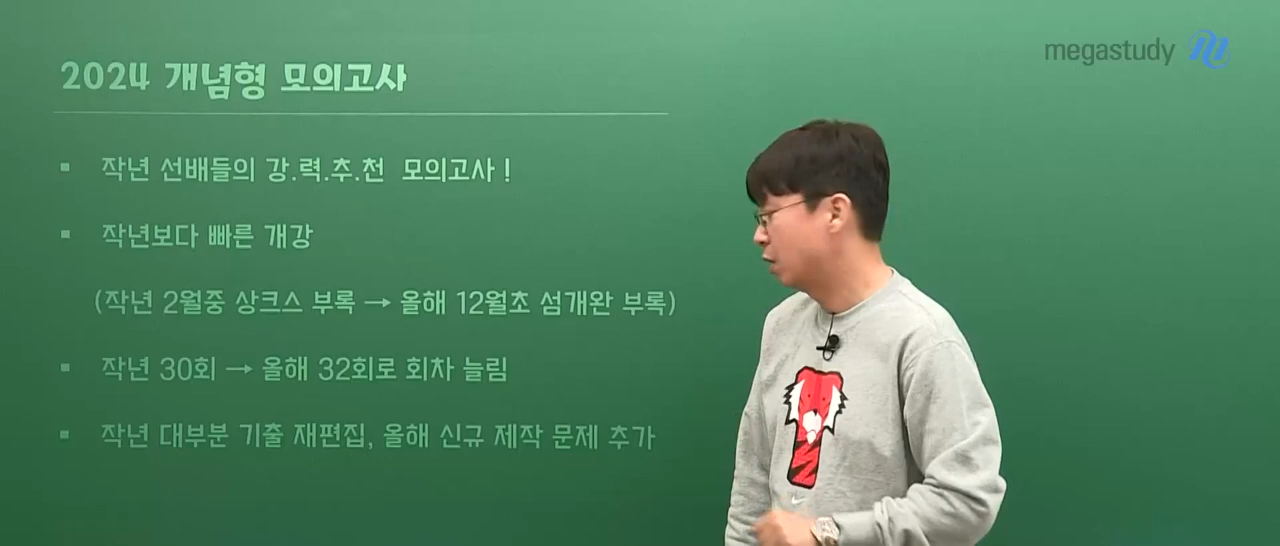 2024 개념형 모의고사
megastudy
▪ 작년 선배들의 강.력.추.천 모의고사 !
▪ 작년보다 빠른 개강
(작년 2월중 상크스 부록 → 올해 12월초 섬개완 부록)
▪ 작년 30회 → 올해 32회로 회차 늘림
▪ 작년 대부분 기출 재편집, 올해 신규 제작 문제 추가